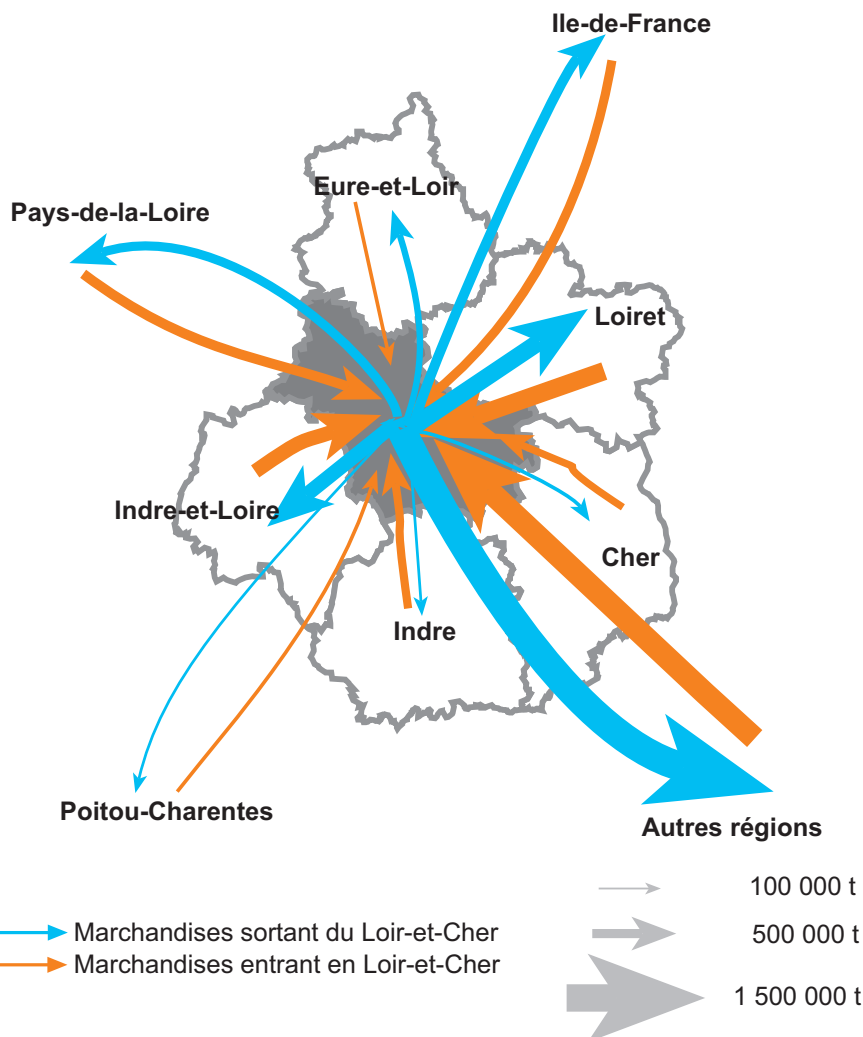 Ile-de-France
Eure-et-Loir
Pays-de-la-Loire
Loiret
Indre-et-Loire
Cher
Indre
Poitou-Charentes
Autres régions
100 000 t
Marchandises sortant du Loir-et-Cher
500 000 t
Marchandises entrant en Loir-et-Cher
1 500 000 t